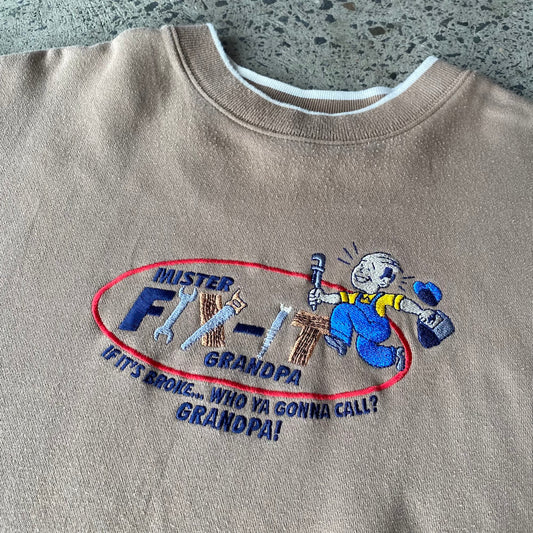 MISTER
FIX-IT
GRANDPA
IF IT'S BROKE... WHO YA GONNA CALL?
GRANDPA!